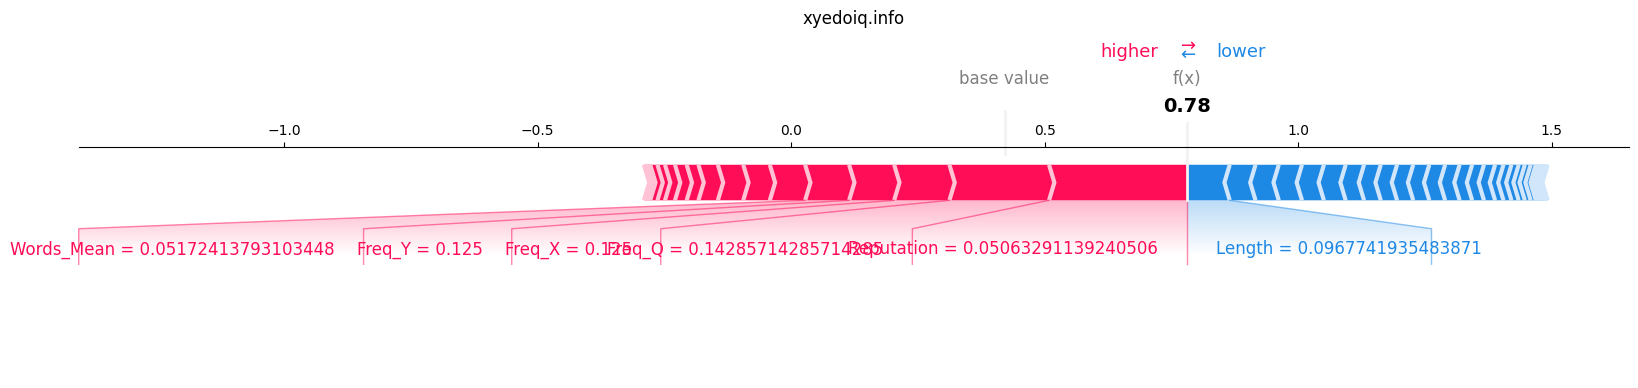 xyedoiq.info
higher → ← lower
base value f(x)
0.78
−1.0 −0.5 0.0 0.5 1.0 1.5
Words_Mean = 0.05172413793103448 Freq_Y = 0.125 Freq_X = 0.125 Freq_Q = 0.14285714285714285 Reputation = 0.05063291139240506 Length = 0.0967741935483871